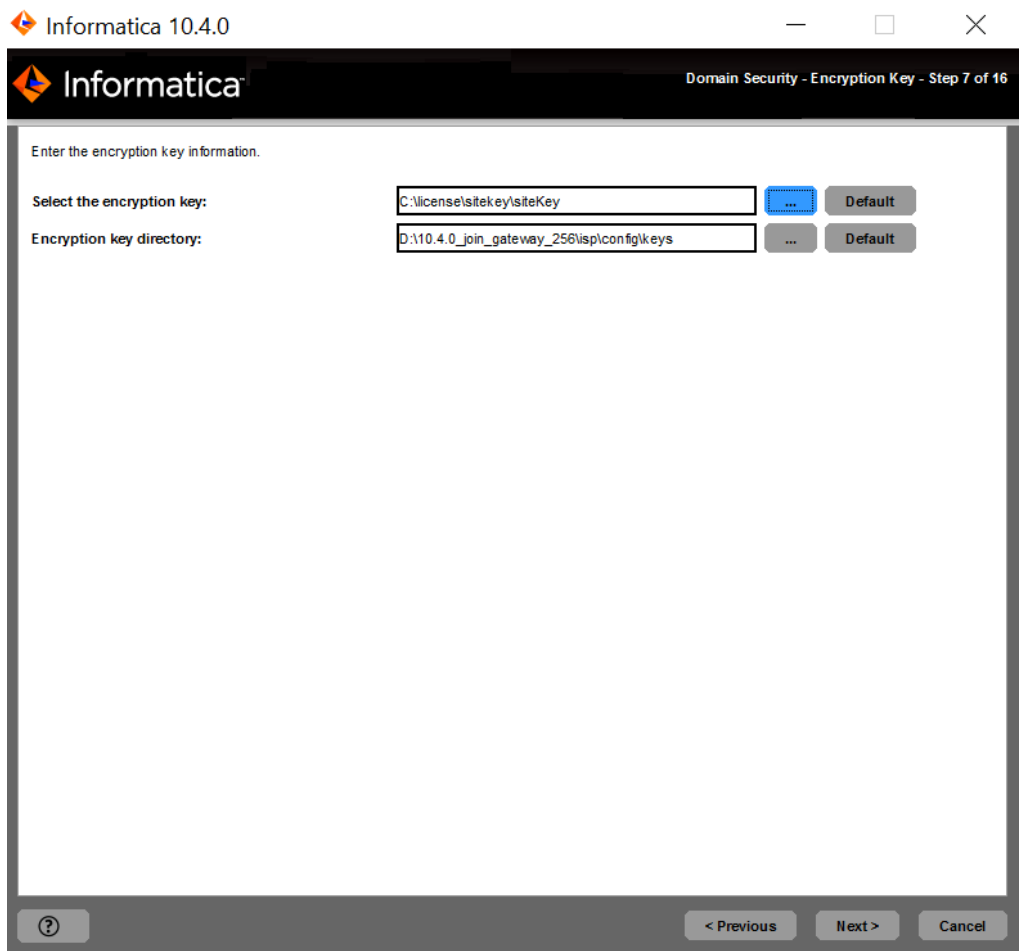 Informatica 10.4.0
Informatica
Domain Security - Encryption Key - Step 7 of 16
Enter the encryption key information.
Select the encryption key: C:\license\sitekey\siteKey ... Default
Encryption key directory: D:\10.4.0_join_gateway_256\isp\config\keys ... Default
? < Previous Next > Cancel